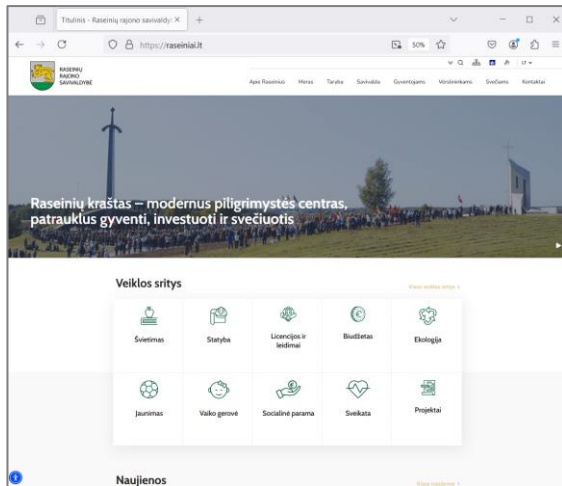 Titulinis - Raseinių rajono savivaldy
https://raseiniai.lt
50%
RASEINIŲ
RAJONO
SAVIVALDYBĖ
LT
Apie Raseinius Meras Taryba Savivalda Gyventojams Verslininkams Svečiams Kontaktai
Raseinių kraštas – modernus piligrimystės centras,
patrauklus gyventi, investuoti ir svečiuotis
Veiklos sritys
Visos veiklos sritys
Švietimas Statyba Licencijos ir Biudžetas Ekologija
leidimai
Jaunimas Vaiko gerovė Socialinė parama Sveikata Projektai
Naujienos
Visos naujienos